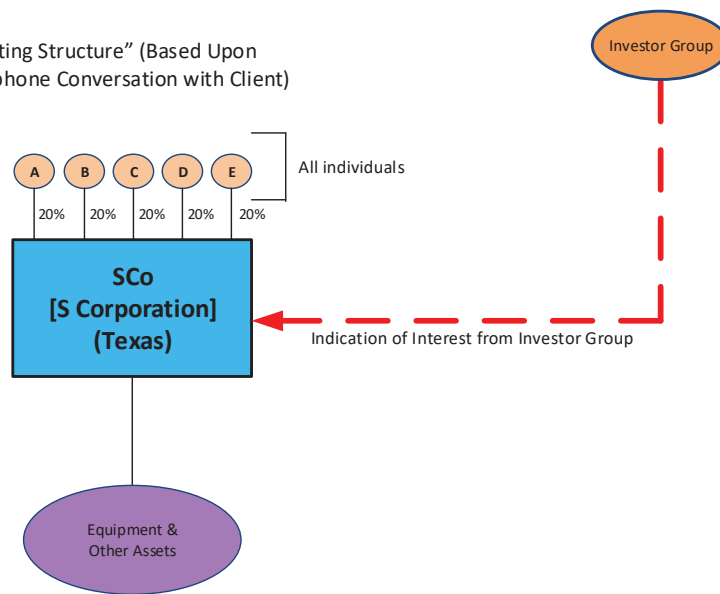 Investor Group
ting Structure” (Based Upon
phone Conversation with Client)
A B C D E
All individuals
20% 20% 20% 20% 20%
SCo
[S Corporation]
(Texas)
Indication of Interest from Investor Group
Equipment &
Other Assets